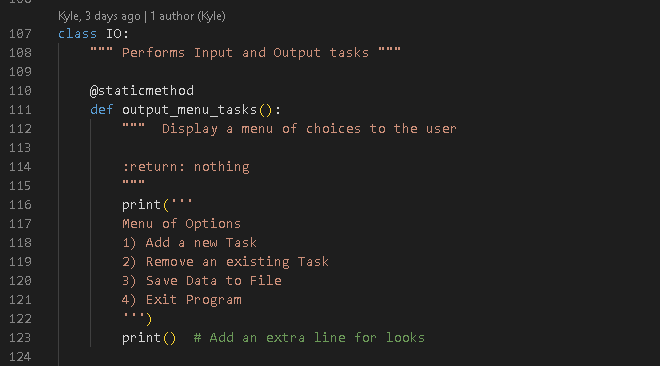 Kyle, 3 days ago | 1 author (Kyle)
107 class IO:
108     """ Performs Input and Output tasks """
109
110     @staticmethod
111     def output_menu_tasks():
112         """  Display a menu of choices to the user
113
114         :return: nothing
115         """
116         print('''
117         Menu of Options
118         1) Add a new Task
119         2) Remove an existing Task
120         3) Save Data to File
121         4) Exit Program
122         ''')
123         print()  # Add an extra line for looks
124